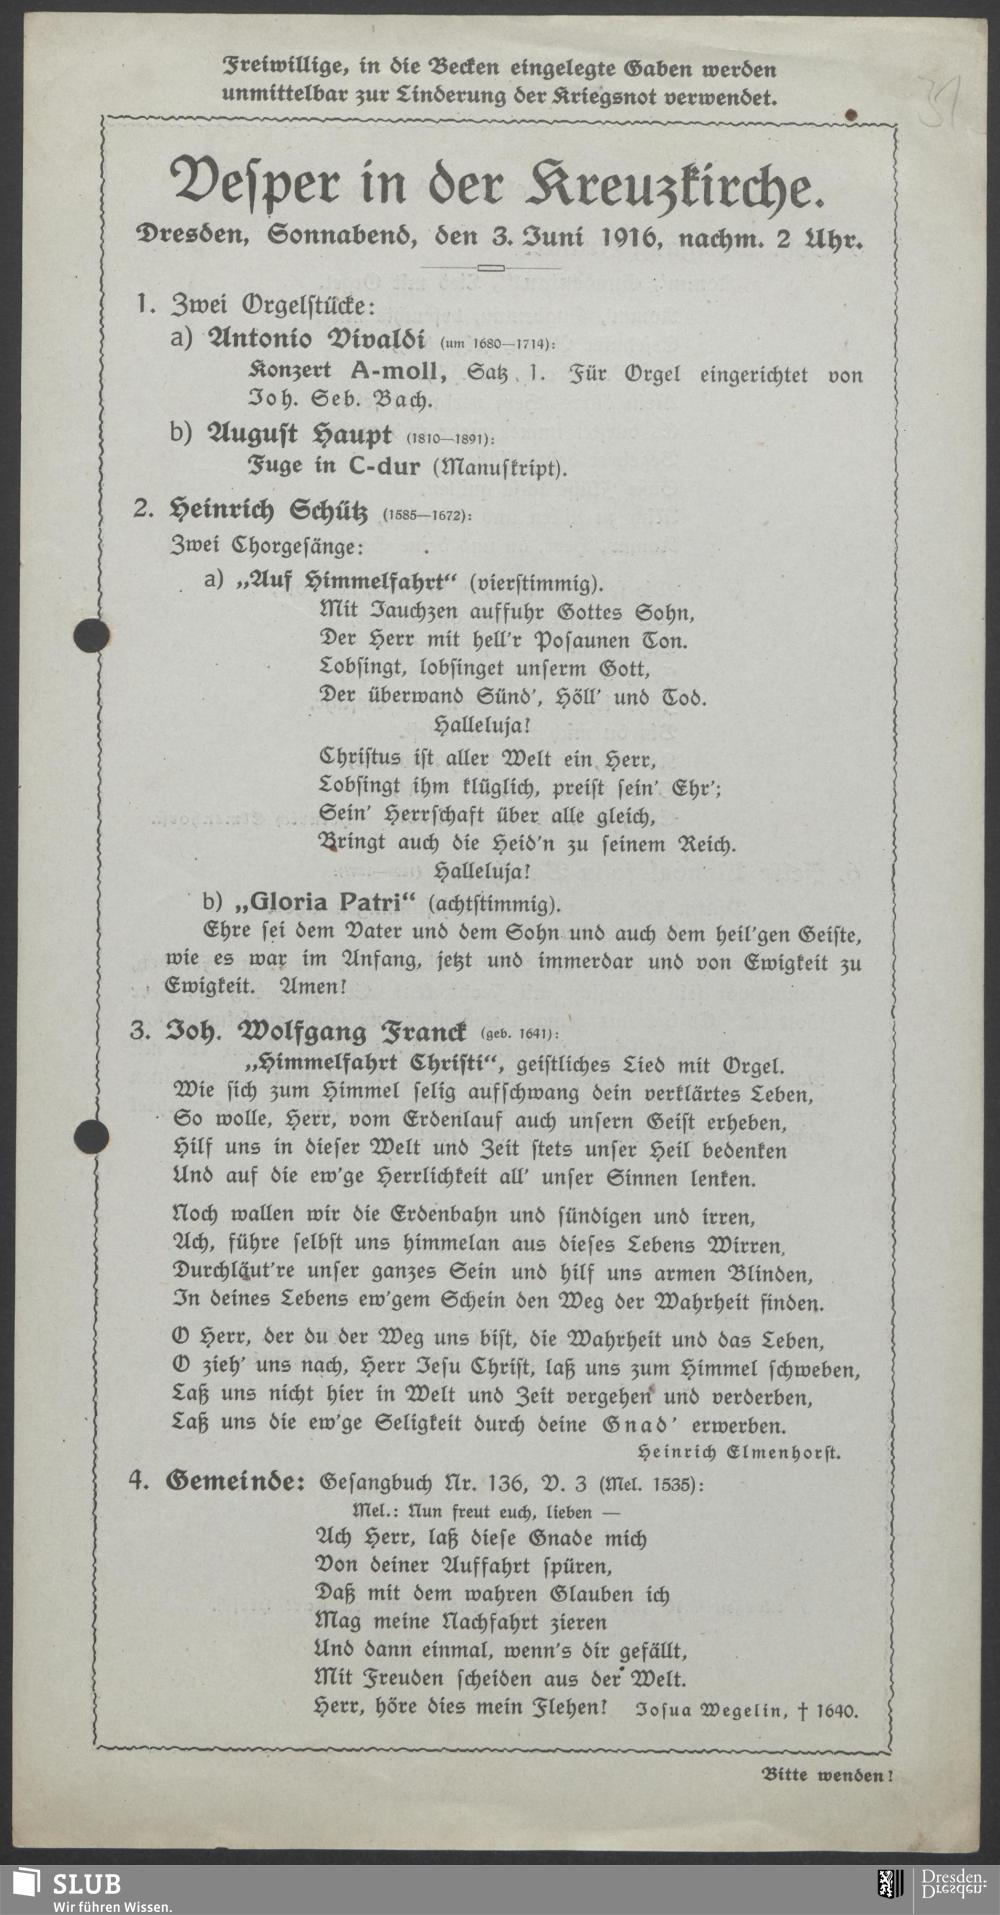 Freiwillige, in die Becken eingelegte Gaben werden
unmittelbar zur Linderung der Kriegsnot verwendet.
31
Vesper in der Kreuzkirche.
Dresden, Sonnabend, den 3. Juni 1916, nachm. 2 Uhr.
1. Zwei Orgelstücke:
a) Antonio Vivaldi (um 1680—1714):
Konzert A-moll, Satz 1. Für Orgel eingerichtet von
Joh. Seb. Bach.
b) August Haupt (1810—1891):
Fuge in C-dur (Manuskript).
2. Heinrich Schütz (1585—1672):
Zwei Chorgesänge:
a) „Auf Himmelfahrt“ (vierstimmig).
Mit Jauchzen auffuhr Gottes Sohn,
Der Herr mit hell'r Posaunen Ton.
Lobsingt, lobsinget unserm Gott,
Der überwand Sünd', Höll' und Tod.
Halleluja!
Christus ist aller Welt ein Herr,
Lobsingt ihm klüglich, preist sein' Ehr';
Sein' Herrschaft über alle gleich,
Bringt auch die Heid'n zu seinem Reich.
Halleluja!
b) „Gloria Patri“ (achtstimmig).
Ehre sei dem Vater und dem Sohn und auch dem heil'gen Geiste,
wie es war im Anfang, jetzt und immerdar und von Ewigkeit zu
Ewigkeit. Amen!
3. Joh. Wolfgang Franck (geb. 1641):
„Himmelfahrt Christi“, geistliches Lied mit Orgel.
Wie sich zum Himmel selig aufschwang dein verklärtes Leben,
So wolle, Herr, vom Erdenlauf auch unsern Geist erheben,
Hilf uns in dieser Welt und Zeit stets unser Heil bedenken
Und auf die ew'ge Herrlichkeit all' unser Sinnen lenken.
Noch wallen wir die Erdenbahn und sündigen und irren,
Ach, führe selbst uns himmelan aus dieses Lebens Wirren,
Durchläut're unser ganzes Sein und hilf uns armen Blinden,
In deines Lebens ew'gem Schein den Weg der Wahrheit finden.
O Herr, der du der Weg uns bist, die Wahrheit und das Leben,
O zieh' uns nach, Herr Jesu Christ, laß uns zum Himmel schweben,
Laß uns nicht hier in Welt und Zeit vergehen und verderben,
Laß uns die ew'ge Seligkeit durch deine Gnad' erwerben.
Heinrich Elmenhorst.
4. Gemeinde: Gesangbuch Nr. 136, V. 3 (Mel. 1535):
Mel.: Nun freut euch, lieben —
Ach Herr, laß diese Gnade mich
Von deiner Auffahrt spüren,
Daß mit dem wahren Glauben ich
Mag meine Nachfahrt zieren
Und dann einmal, wenn's dir gefällt,
Mit Freuden scheiden aus der Welt.
Herr, höre dies mein Flehen! Josua Wegelin, † 1640.
Bitte wenden!
SLUB
Wir führen Wissen.
Dresden.
Dresden.